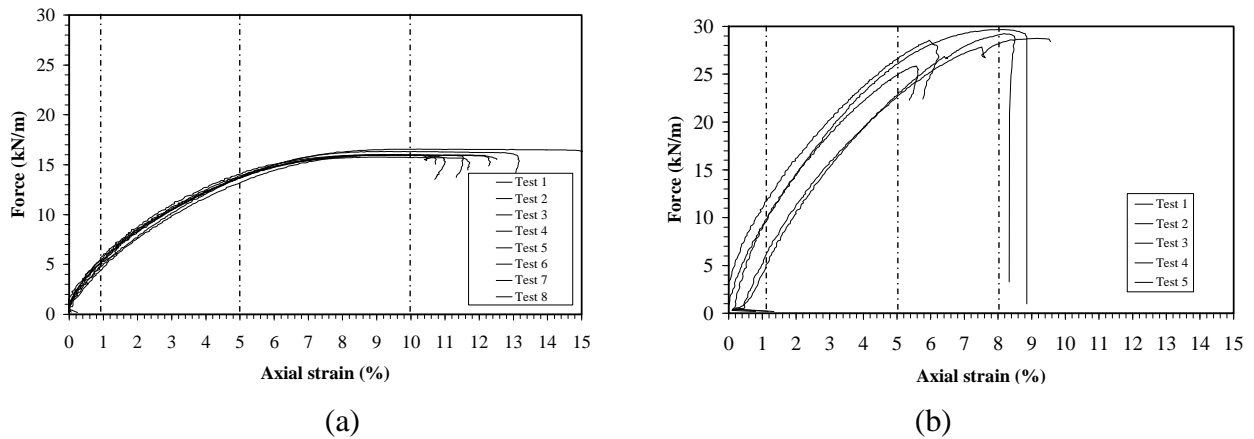 30
25
20
15
10
5
0
Force (kN/m)
0 1 2 3 4 5 6 7 8 9 10 11 12 13 14 15
Axial strain (%)
Test 1
Test 2
Test 3
Test 4
Test 5
Test 6
Test 7
Test 8
(a)
30
25
20
15
10
5
0
Force (kN/m)
0 1 2 3 4 5 6 7 8 9 10 11 12 13 14 15
Axial strain (%)
Test 1
Test 2
Test 3
Test 4
Test 5
(b)